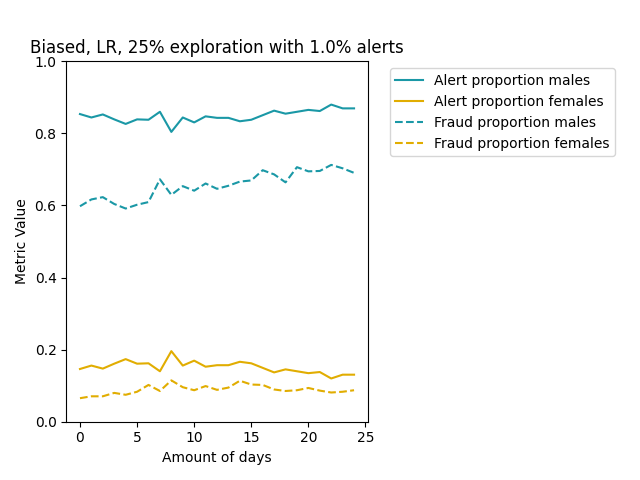 Biased, LR, 25% exploration with 1.0% alerts
1.0
0.8
0.6
0.4
0.2
0.0
Metric Value
0 5 10 15 20 25
Amount of days
Alert proportion males
Alert proportion females
Fraud proportion males
Fraud proportion females